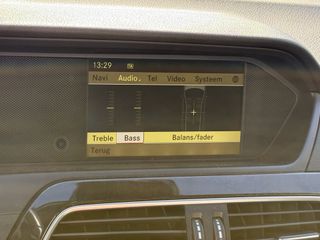 13:29
Navi Audio Tel Video Systeem
Treble Bass Balans/fader
Terug